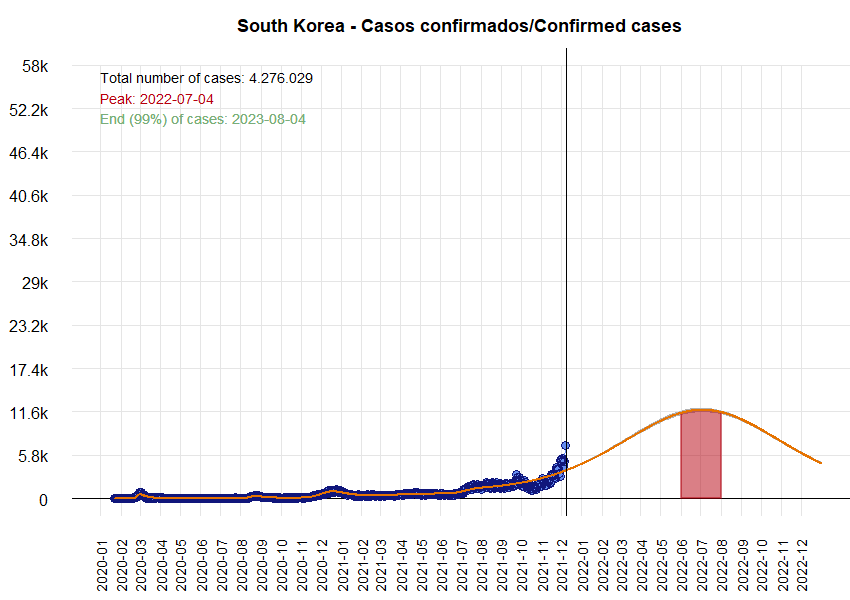 South Korea - Casos confirmados/Confirmed cases
58k
Total number of cases: 4.276.029
Peak: 2022-07-04
End (99%) of cases: 2023-08-04
52.2k
46.4k
40.6k
34.8k
29k
23.2k
17.4k
11.6k
5.8k
0
2020-01
2020-02
2020-03
2020-04
2020-05
2020-06
2020-07
2020-08
2020-09
2020-10
2020-11
2020-12
2021-01
2021-02
2021-03
2021-04
2021-05
2021-06
2021-07
2021-08
2021-09
2021-10
2021-11
2021-12
2022-01
2022-02
2022-03
2022-04
2022-05
2022-06
2022-07
2022-08
2022-09
2022-10
2022-11
2022-12